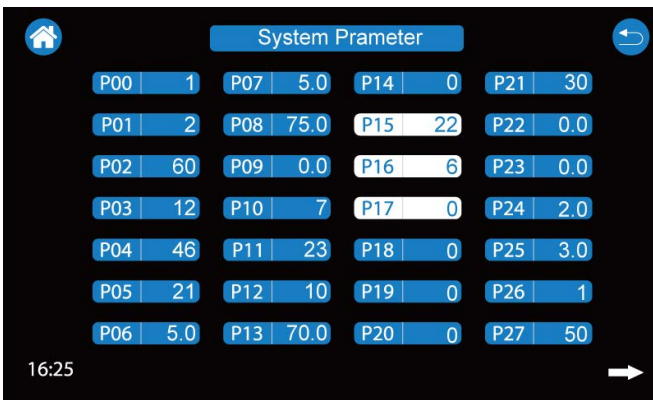 System Prameter
P00 1 P07 5.0 P14 0 P21 30
P01 2 P08 75.0 P15 22 P22 0.0
P02 60 P09 0.0 P16 6 P23 0.0
P03 12 P10 7 P17 0 P24 2.0
P04 46 P11 23 P18 0 P25 3.0
P05 21 P12 10 P19 0 P26 1
P06 5.0 P13 70.0 P20 0 P27 50
16:25